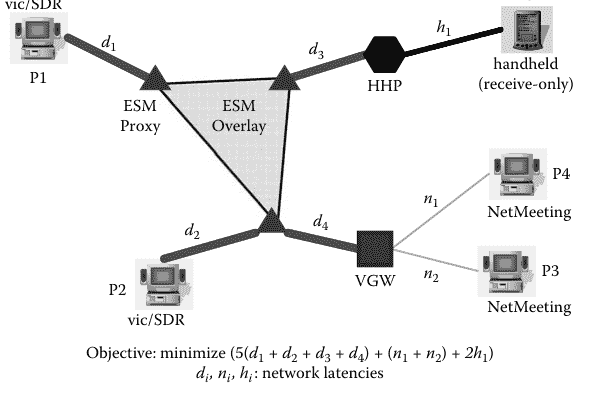 vic/SDR
d1
P1
ESM
Proxy
ESM
Overlay
d3
HHP
h1
handheld
(receive-only)
d2
d4
P2
vic/SDR
VGW
n1
n2
P4
NetMeeting
P3
NetMeeting
Objective: minimize (5(d1 + d2 + d3 + d4) + (n1 + n2) + 2h1)
di, ni, hi: network latencies